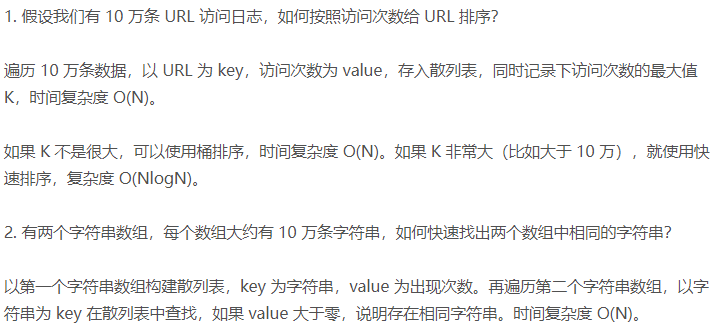 1. 假设我们有 10 万条 URL 访问日志，如何按照访问次数给 URL 排序？
遍历 10 万条数据，以 URL 为 key，访问次数为 value，存入散列表，同时记录下访问次数的最大值
K，时间复杂度 O(N)。
如果 K 不是很大，可以使用桶排序，时间复杂度 O(N)。如果 K 非常大（比如大于 10 万），就使用快
速排序，复杂度 O(NlogN)。
2. 有两个字符串数组，每个数组大约有 10 万条字符串，如何快速找出两个数组中相同的字符串？
以第一个字符串数组构建散列表，key 为字符串，value 为出现次数。再遍历第二个字符串数组，以字
符串为 key 在散列表中查找，如果 value 大于零，说明存在相同字符串。时间复杂度 O(N)。